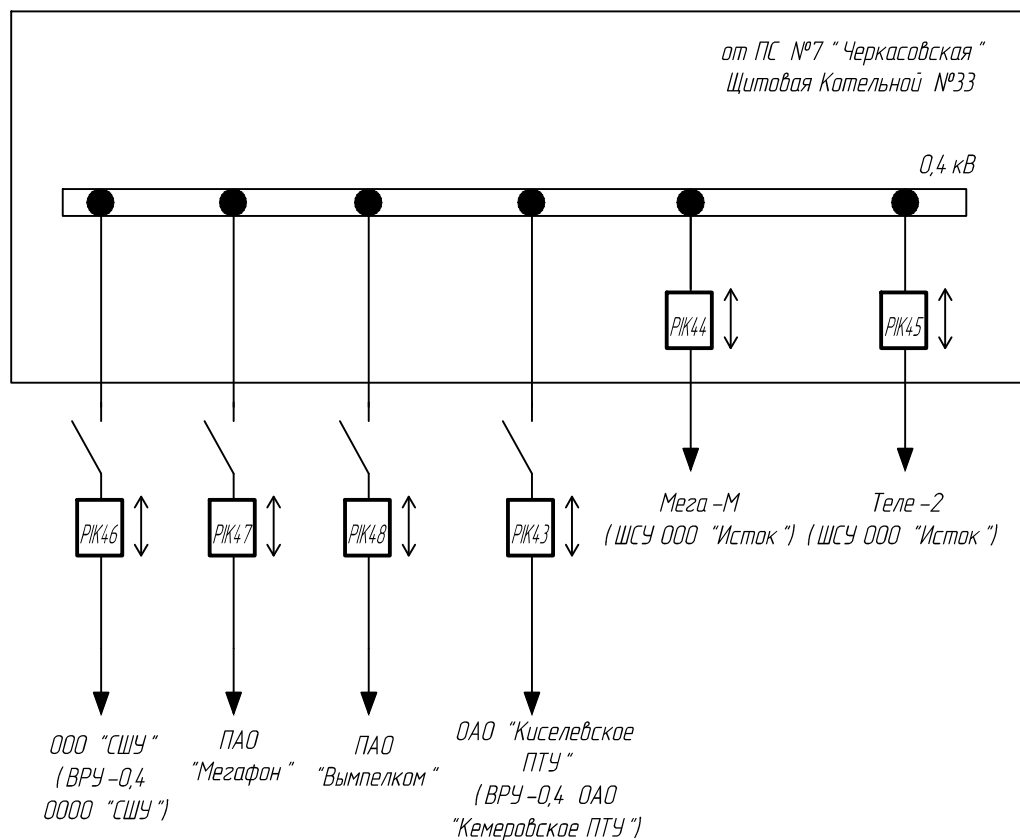 от ПС №7 "Черкасовская"
Щитовая Котельной №33
0,4 кВ
PIK44
PIK45
PIK46
PIK47
PIK48
PIK43
Мега-М
(ШСУ ООО "Исток")
Теле-2
(ШСУ ООО "Исток")
ООО "СШУ"
(ВРУ-0,4
ОООО "СШУ")
ПАО
"Мегафон"
ПАО
"Вымпелком"
ОАО "Киселевское
ПТУ"
(ВРУ-0,4 ОАО
"Кемеровское ПТУ")